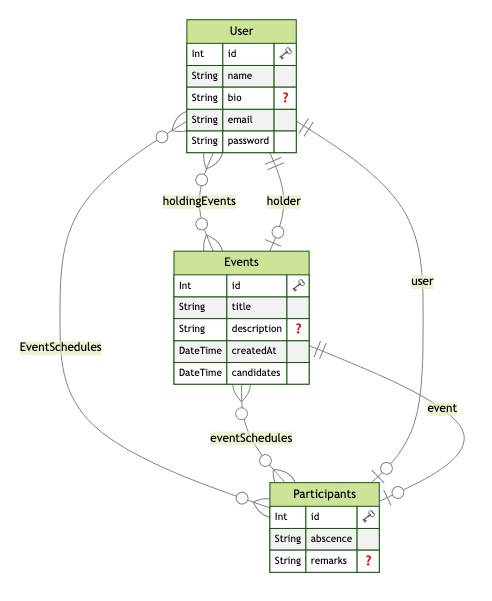 User
Int id
String name
String bio ?
String email
String password
holdingEvents holder
Events
Int id
String title
String description ?
DateTime createdAt
DateTime candidates
user
EventSchedules
event
eventSchedules
Participants
Int id
String abscence
String remarks ?